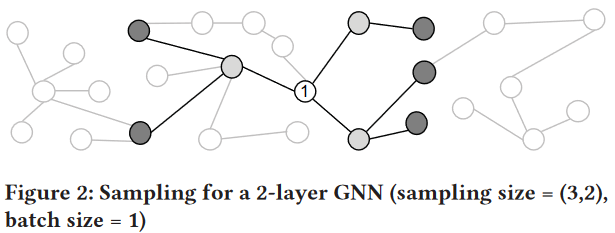 1
Figure 2: Sampling for a 2-layer GNN (sampling size = (3,2),
batch size = 1)